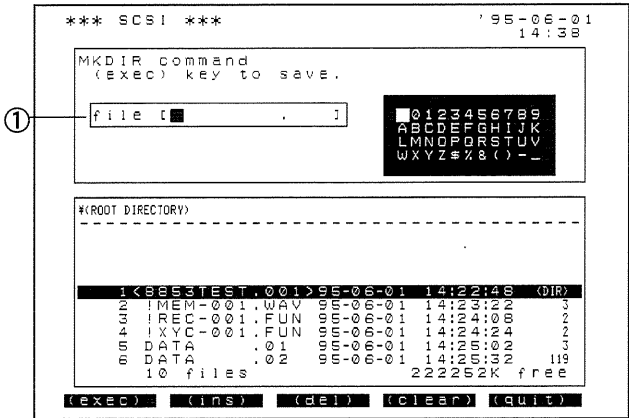 *** SCSI *** '95-06-01
14:38
MKDIR command
(exec) key to save.
①
file [ . ]
0123456789
ABCDEFGHIJK
LMNOPQRSTUV
WXYZ$%&()-_
¥(ROOT DIRECTORY)
1<8853TEST.001>95-06-01 14:22:48 <DIR>
2 !MEM-001.WAV 95-06-01 14:23:22 3
3 !REC-001.FUN 95-06-01 14:24:08 2
4 !XYC-001.FUN 95-06-01 14:24:24 2
5 DATA .01 95-06-01 14:25:02 3
6 DATA .02 95-06-01 14:25:32 119
10 files 222252K free
(exec) (ins) (del) (clear) (quit)